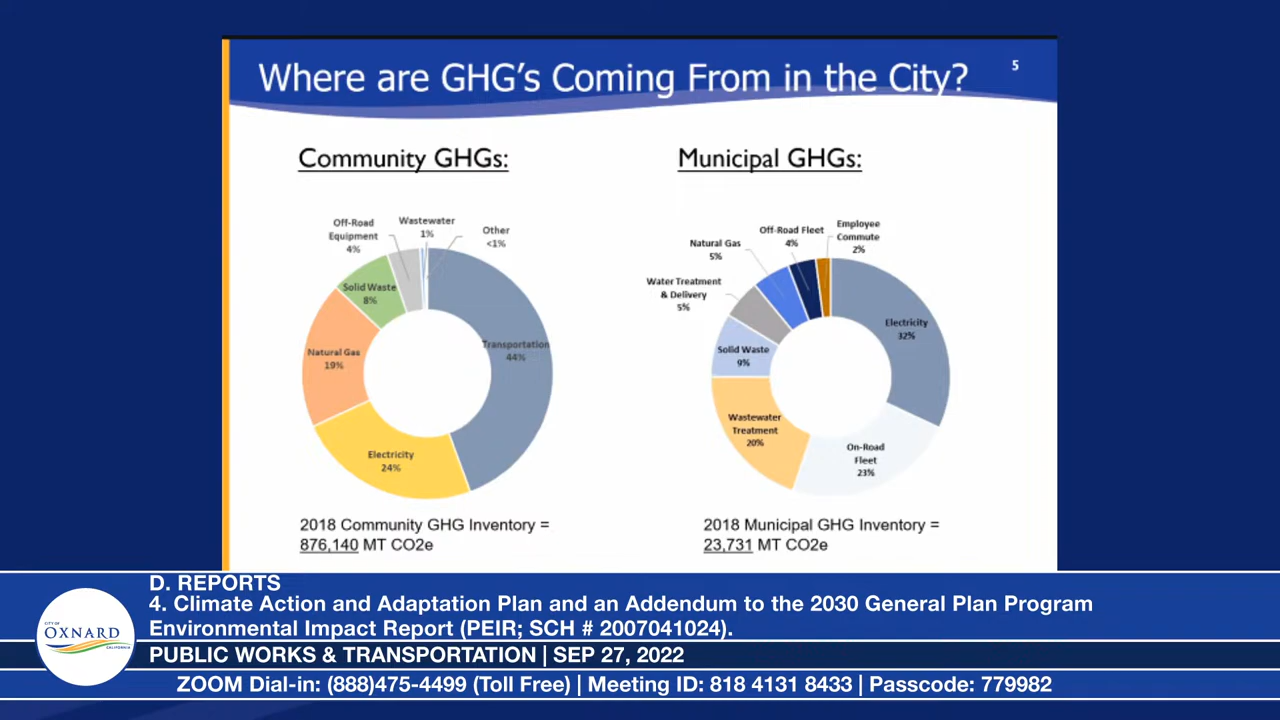 Where are GHG's Coming From in the City?
5
Community GHGs:
Off-Road
Equipment
4%
Wastewater
1%
Other
<1%
Solid Waste
8%
Natural Gas
19%
Transportation
44%
Electricity
24%
2018 Community GHG Inventory =
876,140 MT CO2e
Municipal GHGs:
Employee
Commute
2%
Off-Road Fleet
4%
Natural Gas
5%
Water Treatment
& Delivery
5%
Electricity
32%
Solid Waste
9%
Wastewater
Treatment
20%
On-Road
Fleet
23%
2018 Municipal GHG Inventory =
23,731 MT CO2e
D. REPORTS
4. Climate Action and Adaptation Plan and an Addendum to the 2030 General Plan Program
Environmental Impact Report (PEIR; SCH # 2007041024).
PUBLIC WORKS & TRANSPORTATION | SEP 27, 2022
ZOOM Dial-in: (888)475-4499 (Toll Free) | Meeting ID: 818 4131 8433 | Passcode: 779982
CITY OF
OXNARD
CALIFORNIA